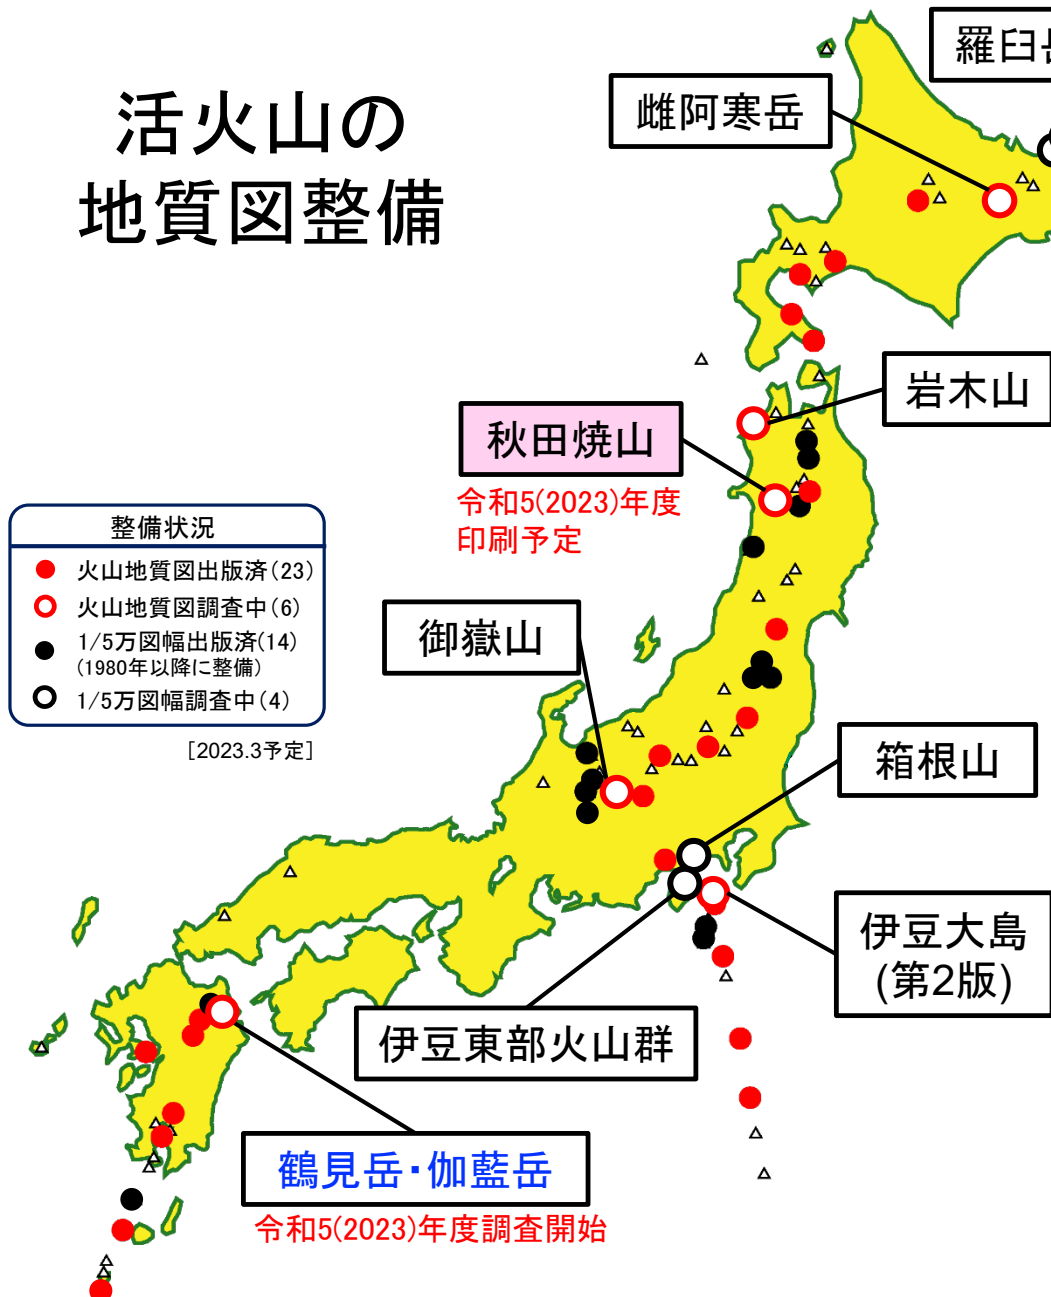 活火山の
地質図整備
羅臼岳
雌阿寒岳
岩木山
秋田焼山
令和5(2023)年度
印刷予定
整備状況
火山地質図出版済(23)
火山地質図調査中(6)
1/5万図幅出版済(14)
(1980年以降に整備)
1/5万図幅調査中(4)
[2023.3予定]
御嶽山
箱根山
伊豆大島
(第2版)
伊豆東部火山群
鶴見岳・伽藍岳
令和5(2023)年度調査開始